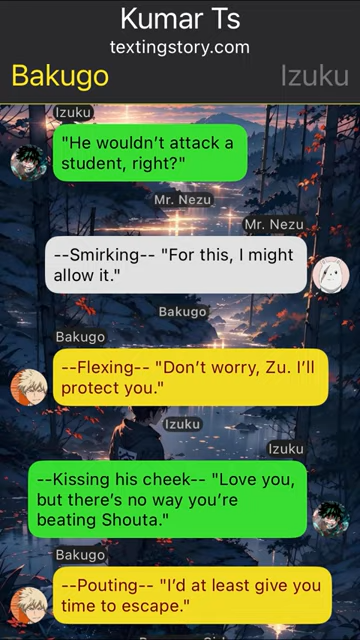 Kumar Ts
textingstory.com
Bakugo
Izuku
Izuku
"He wouldn't attack a
student, right?"
Mr. Nezu
Mr. Nezu
--Smirking-- "For this, I might
allow it."
Bakugo
Bakugo
--Flexing-- "Don't worry, Zu. I'll
protect you."
Izuku
Izuku
--Kissing his cheek-- "Love you,
but there's no way you're
beating Shouta."
Bakugo
--Pouting-- "I'd at least give you
time to escape."